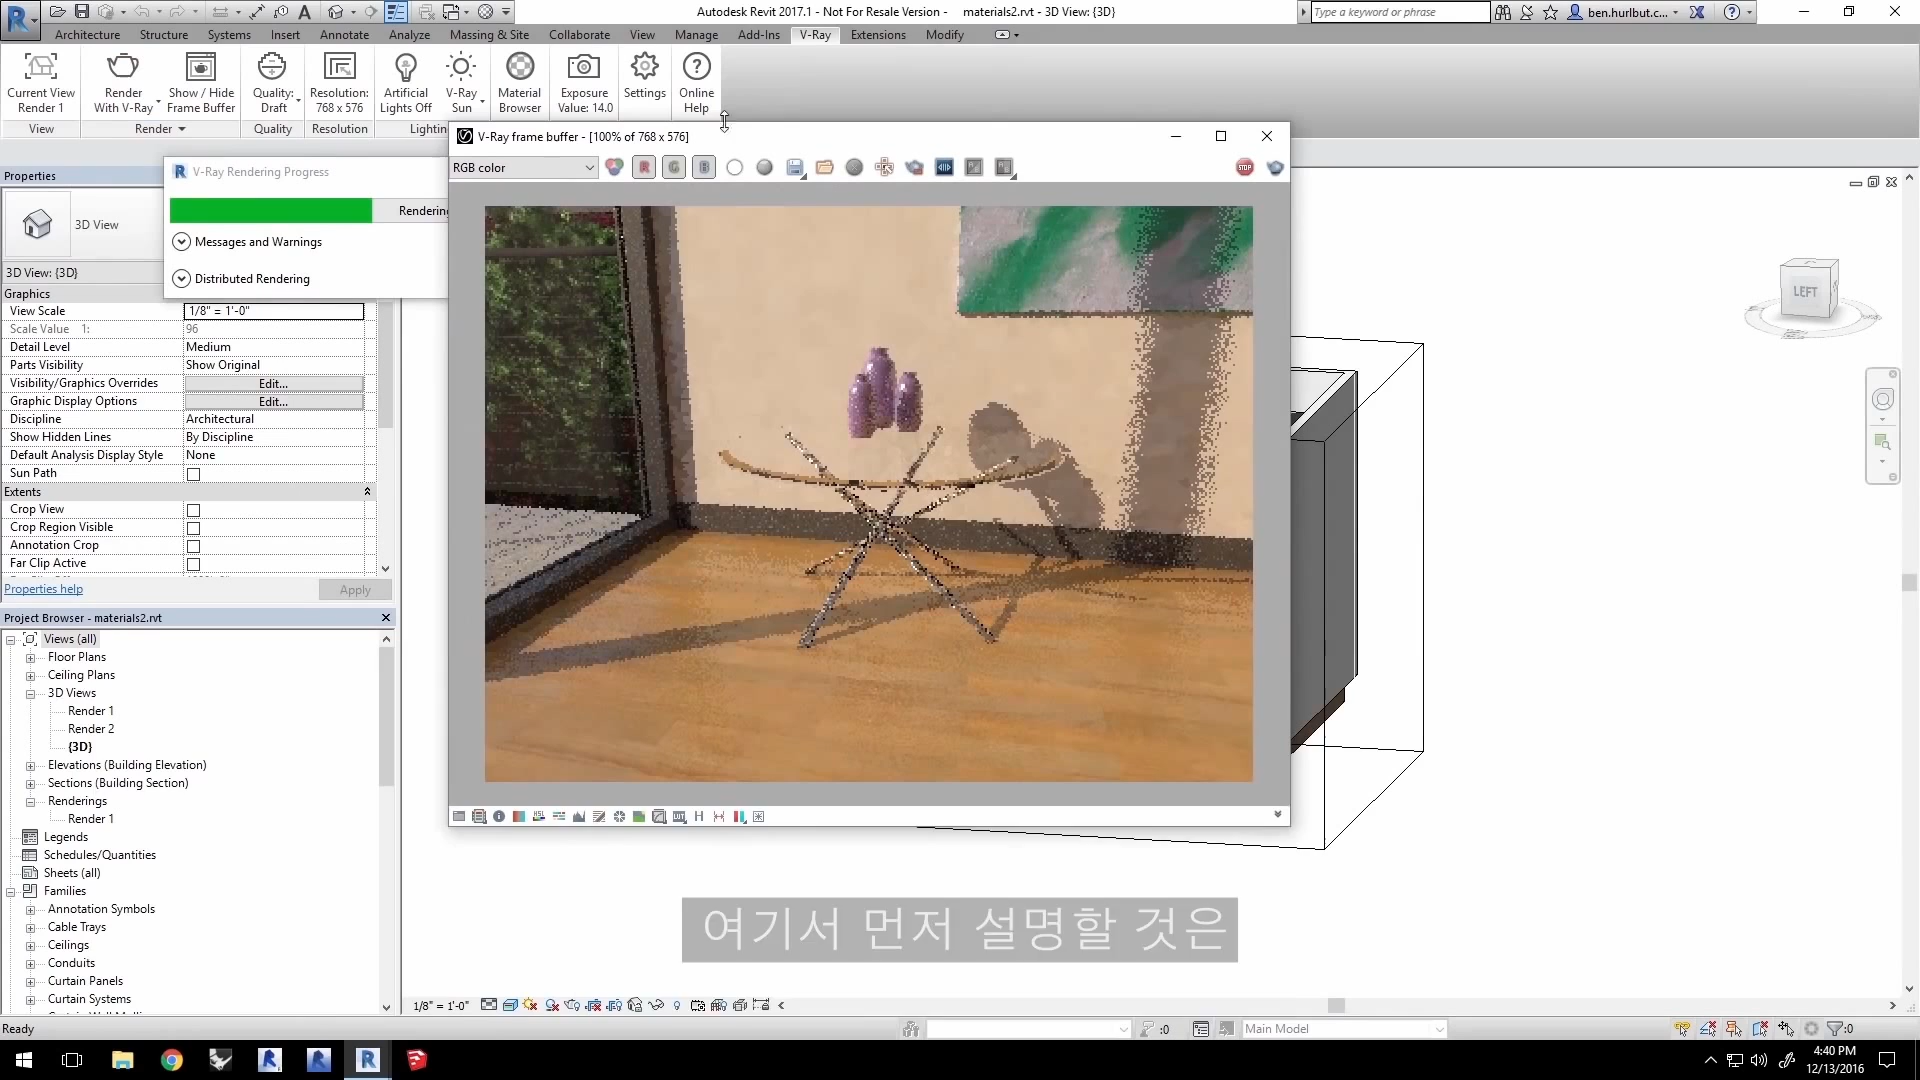 Autodesk Revit 2017.1 - Not For Resale Version - materials2.rvt - 3D View: {3D}
Type a keyword or phrase
ben.hurlbut.c...
Architecture Structure Systems Insert Annotate Analyze Massing & Site Collaborate View Manage Add-Ins V-Ray Extensions Modify
Current View
Render 1
Render
With V-Ray
Show / Hide
Frame Buffer
Quality:
Draft
Resolution:
768 x 576
Artificial
Lights Off
V-Ray
Sun
Material
Browser
Exposure
Value: 14.0
Settings
Online
Help
View Render Quality Resolution Lightin
V-Ray frame buffer - [100% of 768 x 576]
RGB color
R G B
STOP
Properties
3D View
3D View: {3D}
V-Ray Rendering Progress
Rendering
Messages and Warnings
Distributed Rendering
Graphics
View Scale 1/8" = 1'-0"
Scale Value 1: 96
Detail Level Medium
Parts Visibility Show Original
Visibility/Graphics Overrides Edit...
Graphic Display Options Edit...
Discipline Architectural
Show Hidden Lines By Discipline
Default Analysis Display Style None
Sun Path
Extents
Crop View
Crop Region Visible
Annotation Crop
Far Clip Active
Properties help Apply
Project Browser - materials2.rvt
Views (all)
Floor Plans
Ceiling Plans
3D Views
Render 1
Render 2
{3D}
Elevations (Building Elevation)
Sections (Building Section)
Renderings
Render 1
Legends
Schedules/Quantities
Sheets (all)
Families
Annotation Symbols
Cable Trays
Ceilings
Conduits
Curtain Panels
Curtain Systems
LEFT
여기서 먼저 설명할 것은
1/8" = 1'-0"
Ready
:0
Main Model
:0
4:40 PM
12/13/2016